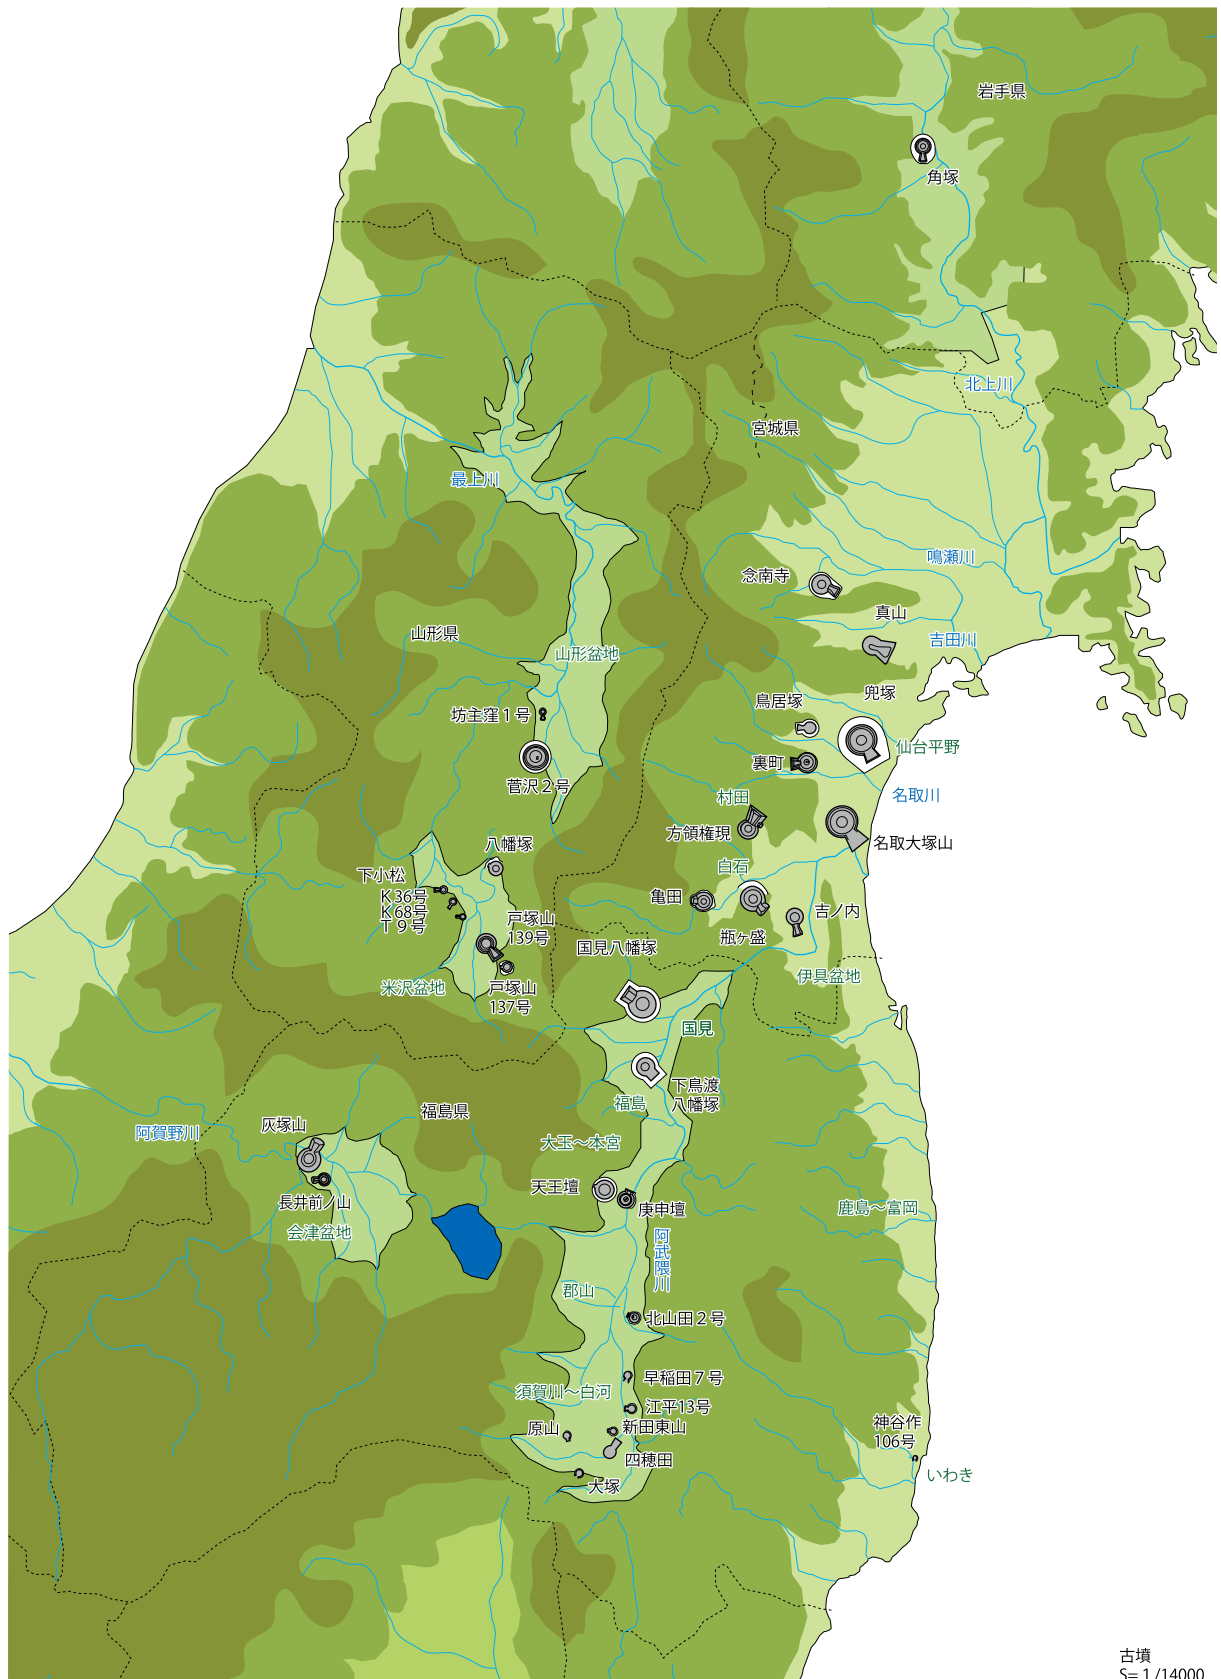 岩手県
角塚
北上川
宮城県
最上川
鳴瀬川
念南寺
真山
山形県
吉田川
山形盆地
兜塚
鳥居塚
坊主窪１号
仙台平野
裏町
菅沢２号
村田
名取川
方領権現
名取大塚山
八幡塚
白石
下小松
Ｋ36号
Ｋ68号
Ｔ９号
亀田
吉ノ内
戸塚山
139号
瓶ヶ盛
国見八幡塚
伊具盆地
米沢盆地
戸塚山
137号
国見
下鳥渡
八幡塚
福島
福島県
灰塚山
阿賀野川
大玉～本宮
天王壇
長井前ノ山
庚申壇
鹿島～富岡
会津盆地
阿武隈川
郡山
北山田２号
早稲田７号
須賀川～白河
江平13号
原山
新田東山
神谷作
106号
四穂田
いわき
大塚
古墳
S=１/14000